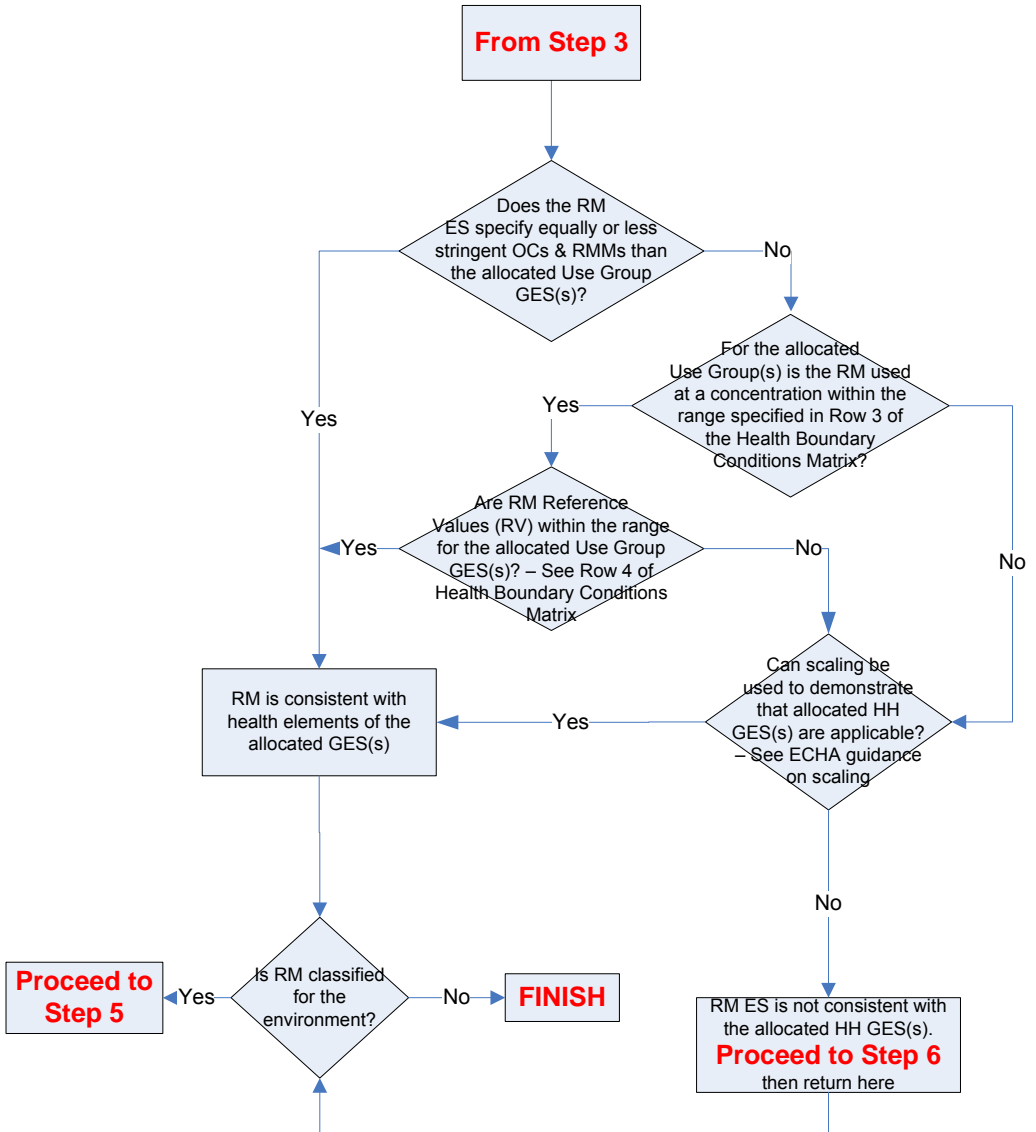 From Step 3
Does the RM
ES specify equally or less
stringent OCs & RMMs than
the allocated Use Group
GES(s)?
No
Yes
For the allocated
Use Group(s) is the RM used
at a concentration within the
range specified in Row 3 of
the Health Boundary
Conditions Matrix?
Yes
No
Are RM Reference
Values (RV) within the range
for the allocated Use Group
GES(s)? – See Row 4 of
Health Boundary Conditions
Matrix
Yes
No
Can scaling be
used to demonstrate
that allocated HH
GES(s) are applicable?
– See ECHA guidance
on scaling
Yes
No
RM is consistent with
health elements of the
allocated GES(s)
Is RM classified
for the
environment?
Yes
No
Proceed to
Step 5
FINISH
RM ES is not consistent with
the allocated HH GES(s).
Proceed to Step 6
then return here